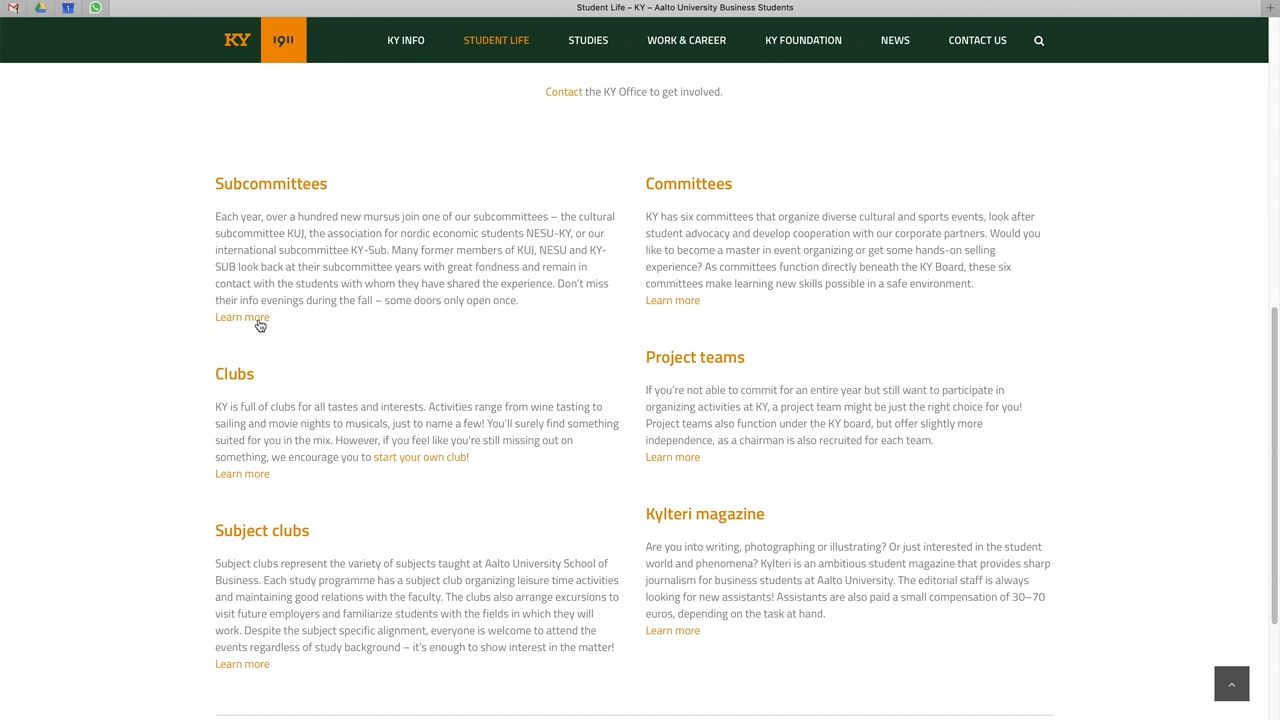 Student Life – KY – Aalto University Business Students
1
KY
1911
KY INFO
STUDENT LIFE
STUDIES
WORK & CAREER
KY FOUNDATION
NEWS
CONTACT US
Contact the KY Office to get involved.
Subcommittees
Each year, over a hundred new mursus join one of our subcommittees – the cultural
subcommittee KUJ, the association for nordic economic students NESU-KY, or our
international subcommittee KY-Sub. Many former members of KUJ, NESU and KY-
SUB look back at their subcommittee years with great fondness and remain in
contact with the students with whom they have shared the experience. Don't miss
their info evenings during the fall – some doors only open once.
Learn more
Clubs
KY is full of clubs for all tastes and interests. Activities range from wine tasting to
sailing and movie nights to musicals, just to name a few! You'll surely find something
suited for you in the mix. However, if you feel like you're still missing out on
something, we encourage you to start your own club!
Learn more
Subject clubs
Subject clubs represent the variety of subjects taught at Aalto University School of
Business. Each study programme has a subject club organizing leisure time activities
and maintaining good relations with the faculty. The clubs also arrange excursions to
visit future employers and familiarize students with the fields in which they will
work. Despite the subject specific alignment, everyone is welcome to attend the
events regardless of study background – it's enough to show interest in the matter!
Learn more
Committees
KY has six committees that organize diverse cultural and sports events, look after
student advocacy and develop cooperation with our corporate partners. Would you
like to become a master in event organizing or get some hands-on selling
experience? As committees function directly beneath the KY Board, these six
committees make learning new skills possible in a safe environment.
Learn more
Project teams
If you're not able to commit for an entire year but still want to participate in
organizing activities at KY, a project team might be just the right choice for you!
Project teams also function under the KY board, but offer slightly more
independence, as a chairman is also recruited for each team.
Learn more
Kylteri magazine
Are you into writing, photographing or illustrating? Or just interested in the student
world and phenomena? Kylteri is an ambitious student magazine that provides sharp
journalism for business students at Aalto University. The editorial staff is always
looking for new assistants! Assistants are also paid a small compensation of 30–70
euros, depending on the task at hand.
Learn more